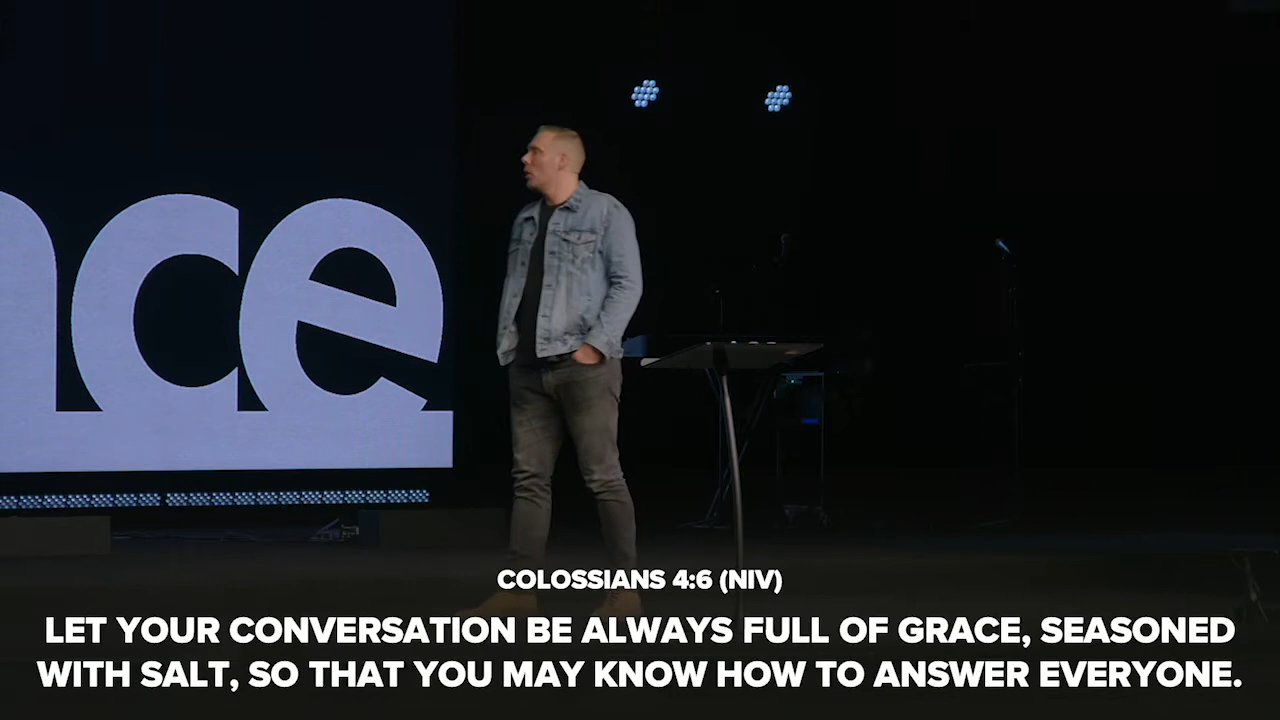 nce
COLOSSIANS 4:6 (NIV)
LET YOUR CONVERSATION BE ALWAYS FULL OF GRACE, SEASONED
WITH SALT, SO THAT YOU MAY KNOW HOW TO ANSWER EVERYONE.